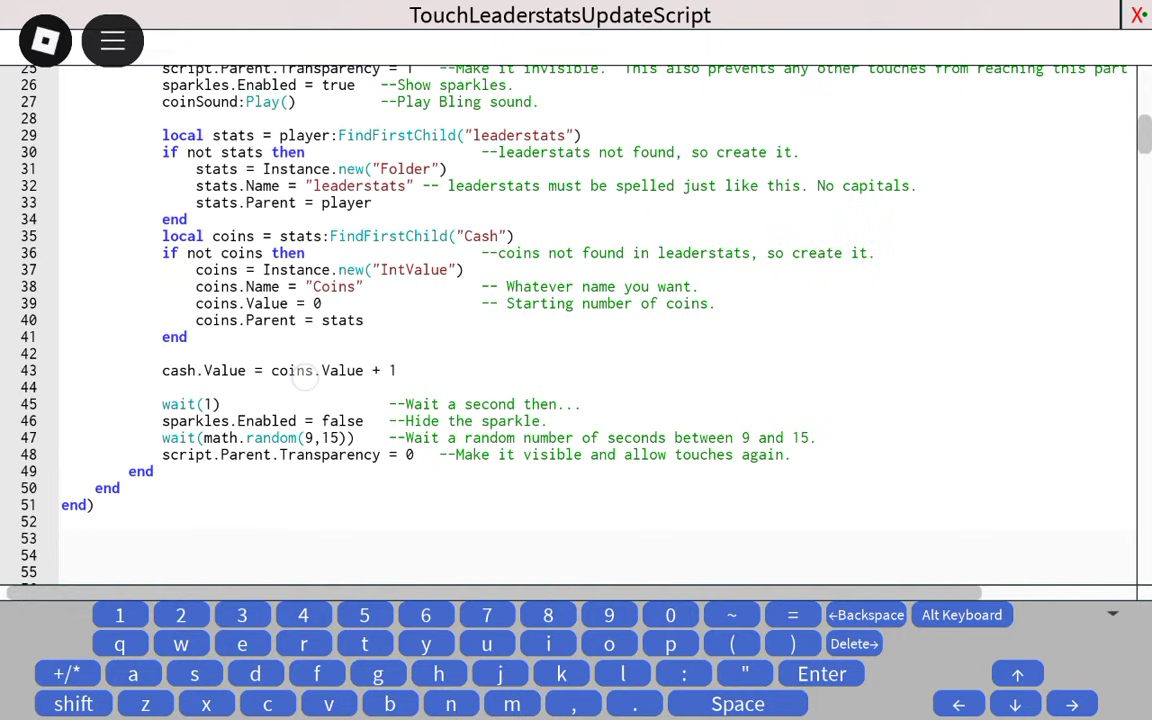 TouchLeaderstatsUpdateScript
X
25 script.Parent.Transparency = 1 --Make it invisible. This also prevents any other touches from reaching this part
26 sparkles.Enabled = true --Show sparkles.
27 coinSound:Play() --Play Bling sound.
28
29 local stats = player:FindFirstChild("leaderstats")
30 if not stats then --leaderstats not found, so create it.
31 stats = Instance.new("Folder")
32 stats.Name = "leaderstats" -- leaderstats must be spelled just like this. No capitals.
33 stats.Parent = player
34 end
35 local coins = stats:FindFirstChild("Cash")
36 if not coins then --coins not found in leaderstats, so create it.
37 coins = Instance.new("IntValue")
38 coins.Name = "Coins" -- Whatever name you want.
39 coins.Value = 0 -- Starting number of coins.
40 coins.Parent = stats
41 end
42
43 cash.Value = coins.Value + 1
44
45 wait(1) --Wait a second then...
46 sparkles.Enabled = false --Hide the sparkle.
47 wait(math.random(9,15)) --Wait a random number of seconds between 9 and 15.
48 script.Parent.Transparency = 0 --Make it visible and allow touches again.
49 end
50 end
51 end)
52
53
54
55
1 2 3 4 5 6 7 8 9 0 ~ = ←Backspace Alt Keyboard
q w e r t y u i o p ( ) Delete→
+/* a s d f g h j k l : " Enter ↑
shift z x c v b n m , . Space ← ↓ →